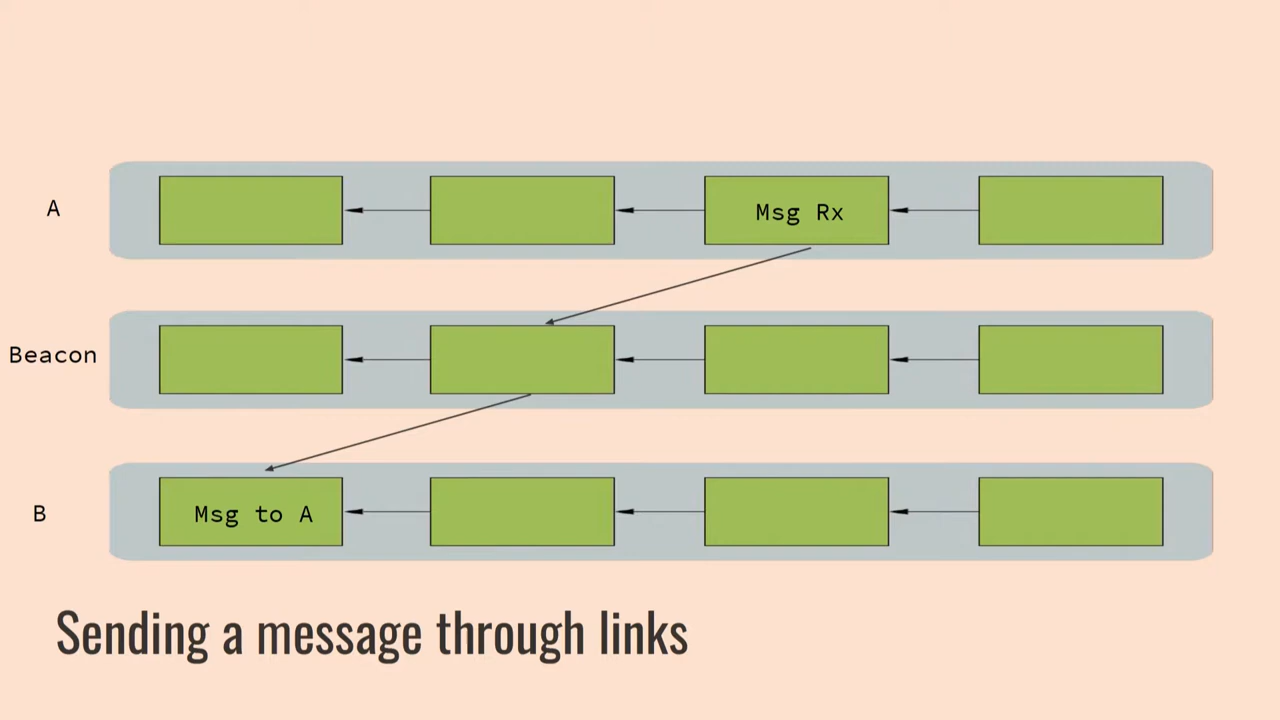 A
Msg Rx
Beacon
B
Msg to A
Sending a message through links